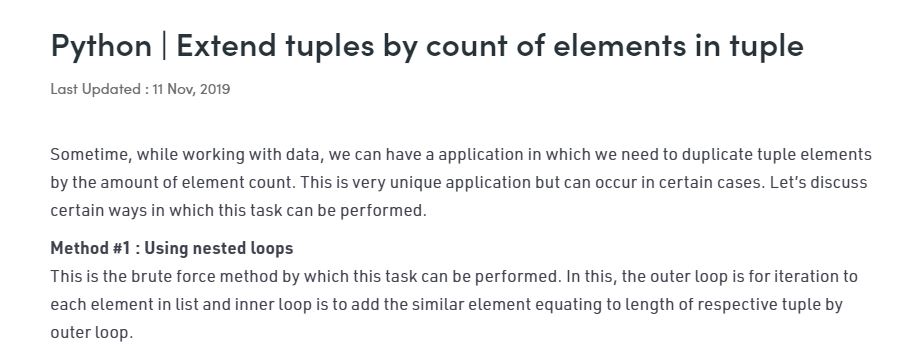 Python | Extend tuples by count of elements in tuple
Last Updated : 11 Nov, 2019
Sometime, while working with data, we can have a application in which we need to duplicate tuple elements
by the amount of element count. This is very unique application but can occur in certain cases. Let's discuss
certain ways in which this task can be performed.
Method #1 : Using nested loops
This is the brute force method by which this task can be performed. In this, the outer loop is for iteration to
each element in list and inner loop is to add the similar element equating to length of respective tuple by
outer loop.